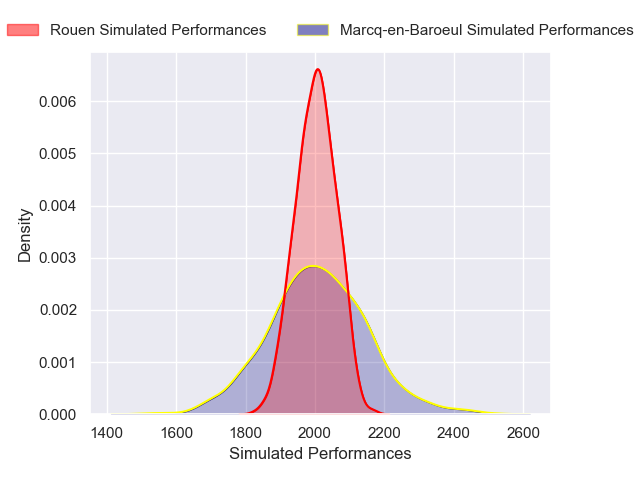 Rouen Simulated Performances
Marcq-en-Baroeul Simulated Performances
0.006
0.005
0.004
0.003
0.002
0.001
0.000
Density
1400 1600 1800 2000 2200 2400 2600
Simulated Performances